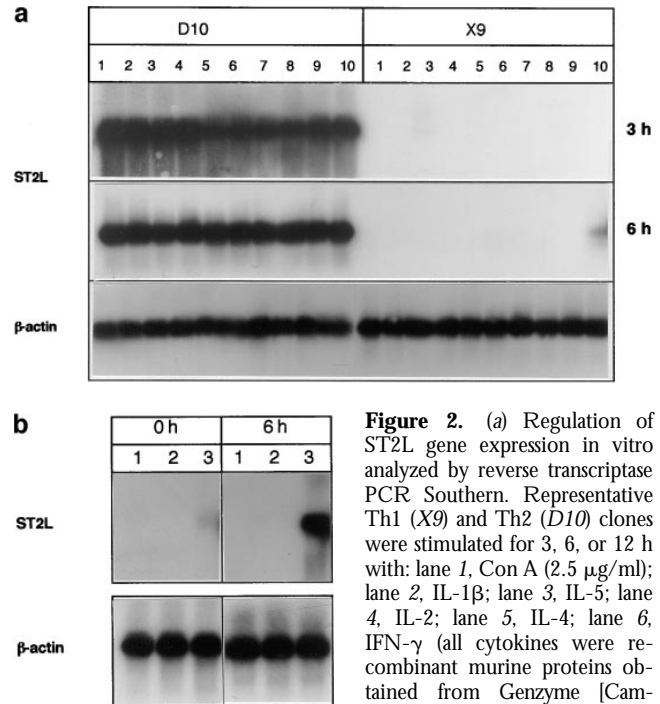 a
D10 X9
1 2 3 4 5 6 7 8 9 10 1 2 3 4 5 6 7 8 9 10
3 h
ST2L
6 h
β-actin
b
0 h 6 h
1 2 3 1 2 3
ST2L
β-actin
Figure 2. (a) Regulation of
ST2L gene expression in vitro
analyzed by reverse transcriptase
PCR Southern. Representative
Th1 (X9) and Th2 (D10) clones
were stimulated for 3, 6, or 12 h
with: lane 1, Con A (2.5 μg/ml);
lane 2, IL-1β; lane 3, IL-5; lane
4, IL-2; lane 5, IL-4; lane 6,
IFN-γ (all cytokines were re-
combinant murine proteins ob-
tained from Genzyme [Cam-